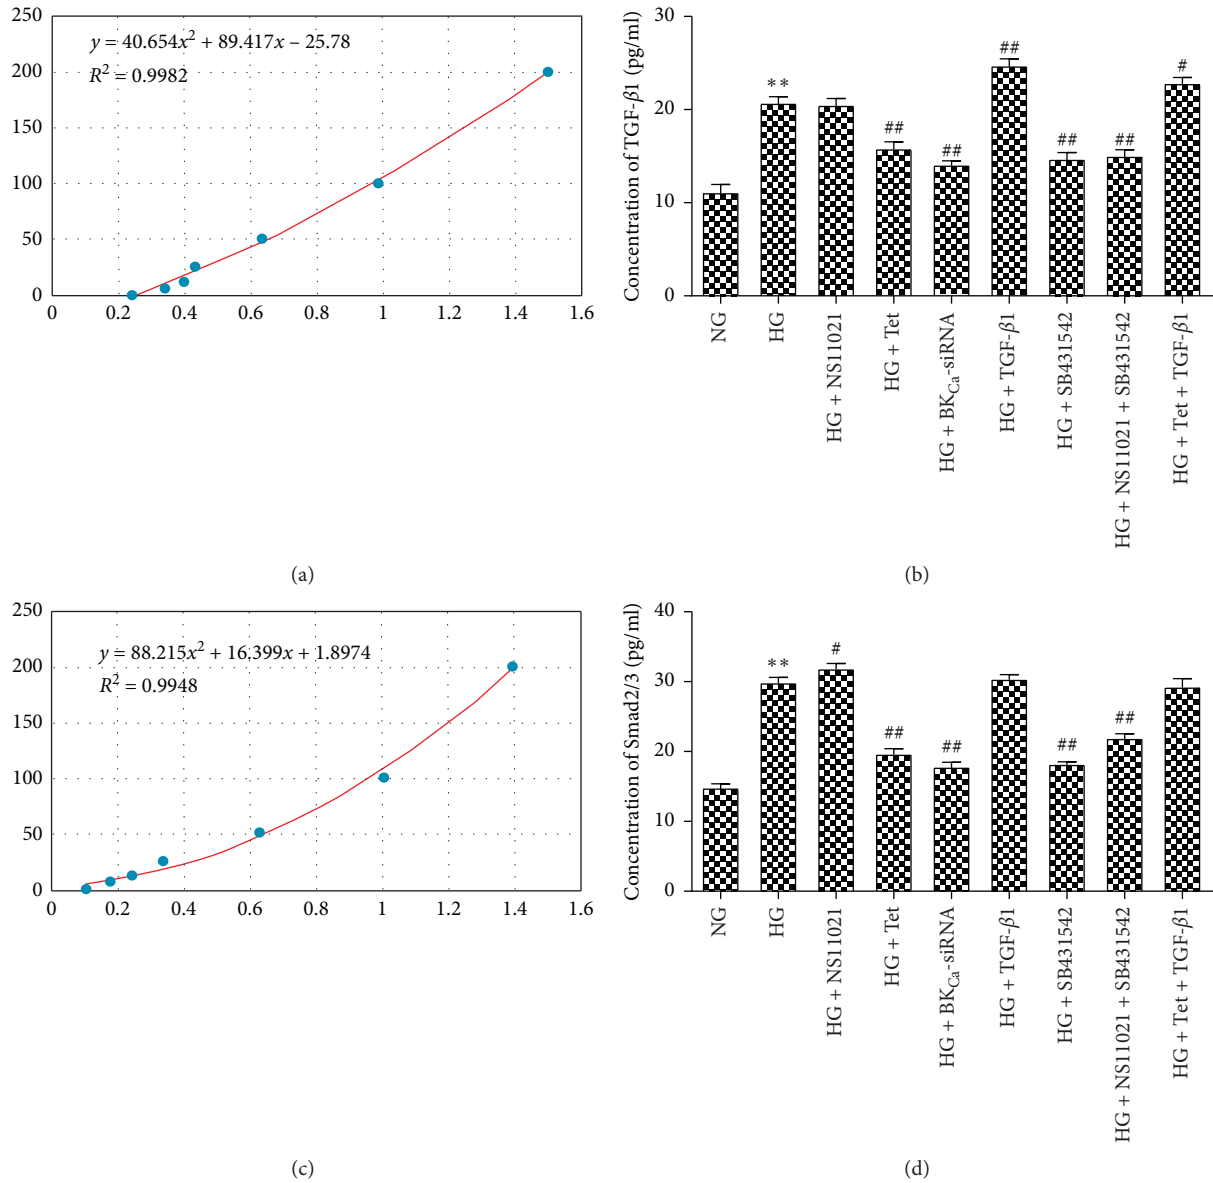 250
200
150
100
50
0
y = 40.654x² + 89.417x – 25.78
R² = 0.9982
0 0.2 0.4 0.6 0.8 1 1.2 1.4 1.6
(a)
Concentration of TGF-β1 (pg/ml)
30
20
10
0
**
##
##
##
##
##
#
NG
HG
HG + NS11021
HG + Tet
HG + BK_Ca-siRNA
HG + TGF-β1
HG + SB431542
HG + NS11021 + SB431542
HG + Tet + TGF-β1
(b)
250
200
150
100
50
0
y = 88.215x² + 16.399x + 1.8974
R² = 0.9948
0 0.2 0.4 0.6 0.8 1 1.2 1.4 1.6
(c)
Concentration of Smad2/3 (pg/ml)
40
30
20
10
0
**
#
##
##
##
##
NG
HG
HG + NS11021
HG + Tet
HG + BK_Ca-siRNA
HG + TGF-β1
HG + SB431542
HG + NS11021 + SB431542
HG + Tet + TGF-β1
(d)